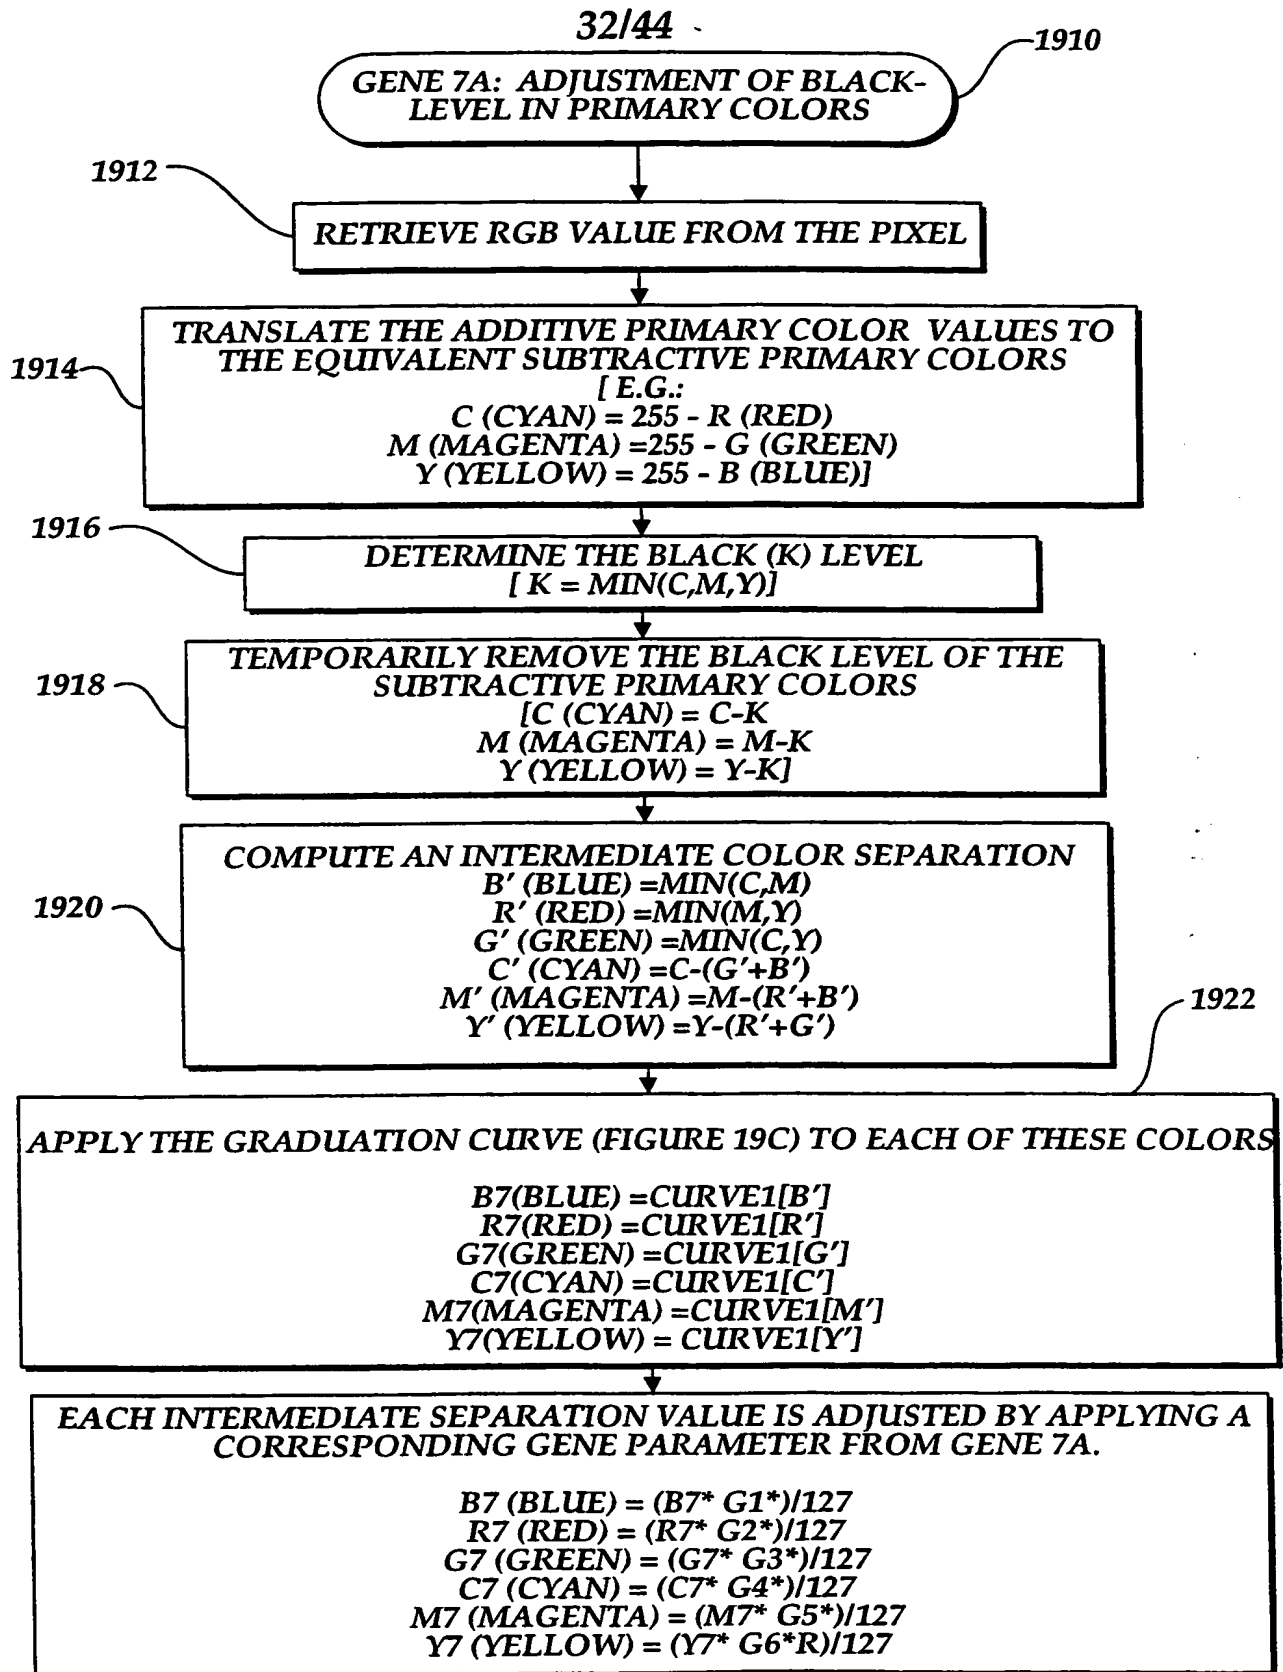 32/44
1910
GENE 7A: ADJUSTMENT OF BLACK-
LEVEL IN PRIMARY COLORS
1912
RETRIEVE RGB VALUE FROM THE PIXEL
TRANSLATE THE ADDITIVE PRIMARY COLOR VALUES TO
THE EQUIVALENT SUBTRACTIVE PRIMARY COLORS
1914
[ E.G.:
C (CYAN) = 255 - R (RED)
M (MAGENTA) =255 - G (GREEN)
Y (YELLOW) = 255 - B (BLUE)]
1916
DETERMINE THE BLACK (K) LEVEL
[ K = MIN(C,M,Y)]
TEMPORARILY REMOVE THE BLACK LEVEL OF THE
SUBTRACTIVE PRIMARY COLORS
1918
[C (CYAN) = C-K
M (MAGENTA) = M-K
Y (YELLOW) = Y-K]
COMPUTE AN INTERMEDIATE COLOR SEPARATION
B' (BLUE) =MIN(C,M)
1920
R' (RED) =MIN(M,Y)
G' (GREEN) =MIN(C,Y)
C' (CYAN) =C-(G'+B')
M' (MAGENTA) =M-(R'+B')
Y' (YELLOW) =Y-(R'+G')
1922
APPLY THE GRADUATION CURVE (FIGURE 19C) TO EACH OF THESE COLORS
B7(BLUE) =CURVE1[B']
R7(RED) =CURVE1[R']
G7(GREEN) =CURVE1[G']
C7(CYAN) =CURVE1[C']
M7(MAGENTA) =CURVE1[M']
Y7(YELLOW) = CURVE1[Y']
EACH INTERMEDIATE SEPARATION VALUE IS ADJUSTED BY APPLYING A
CORRESPONDING GENE PARAMETER FROM GENE 7A.
B7 (BLUE) = (B7* G1*)/127
R7 (RED) = (R7* G2*)/127
G7 (GREEN) = (G7* G3*)/127
C7 (CYAN) = (C7* G4*)/127
M7 (MAGENTA) = (M7* G5*)/127
Y7 (YELLOW) = (Y7* G6*R)/127